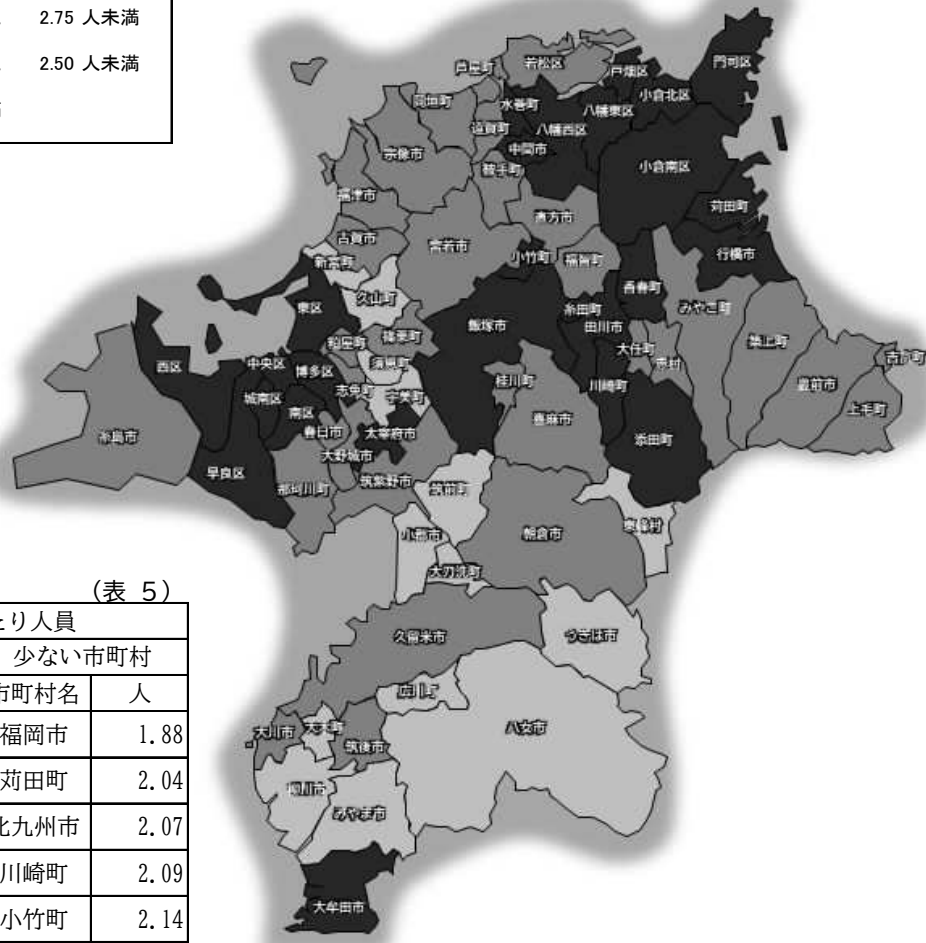 2.75 人未満
2.50 人未満
門司区
若松区
芦屋町
戸畑区
小倉北区
岡垣町
水巻町
八幡東区
遠賀町
八幡西区
中間市
宗像市
鞍手町
小倉南区
福津市
苅田町
直方市
古賀市
宮若市
行橋市
小竹町
福智町
新宮町
香春町
久山町
みやこ町
東区
糸田町
飯塚市
田川市
築上町
篠栗町
粕屋町
大任町
赤村
吉富町
西区
中央区
須恵町
博多区
豊前市
桂川町
志免町
川崎町
宇美町
城南区
南区
上毛町
嘉麻市
春日市
太宰府市
添田町
糸島市
大野城市
早良区
筑紫野市
那珂川町
筑前町
東峰村
小郡市
朝倉市
大刀洗町
久留米市
うきは市
広川町
大川市
大木町
八女市
筑後市
柳川市
みやま市
大牟田市
(表 5)
り人員
少ない市町村
市町村名 人
福岡市 1.88
苅田町 2.04
北九州市 2.07
川崎町 2.09
小竹町 2.14